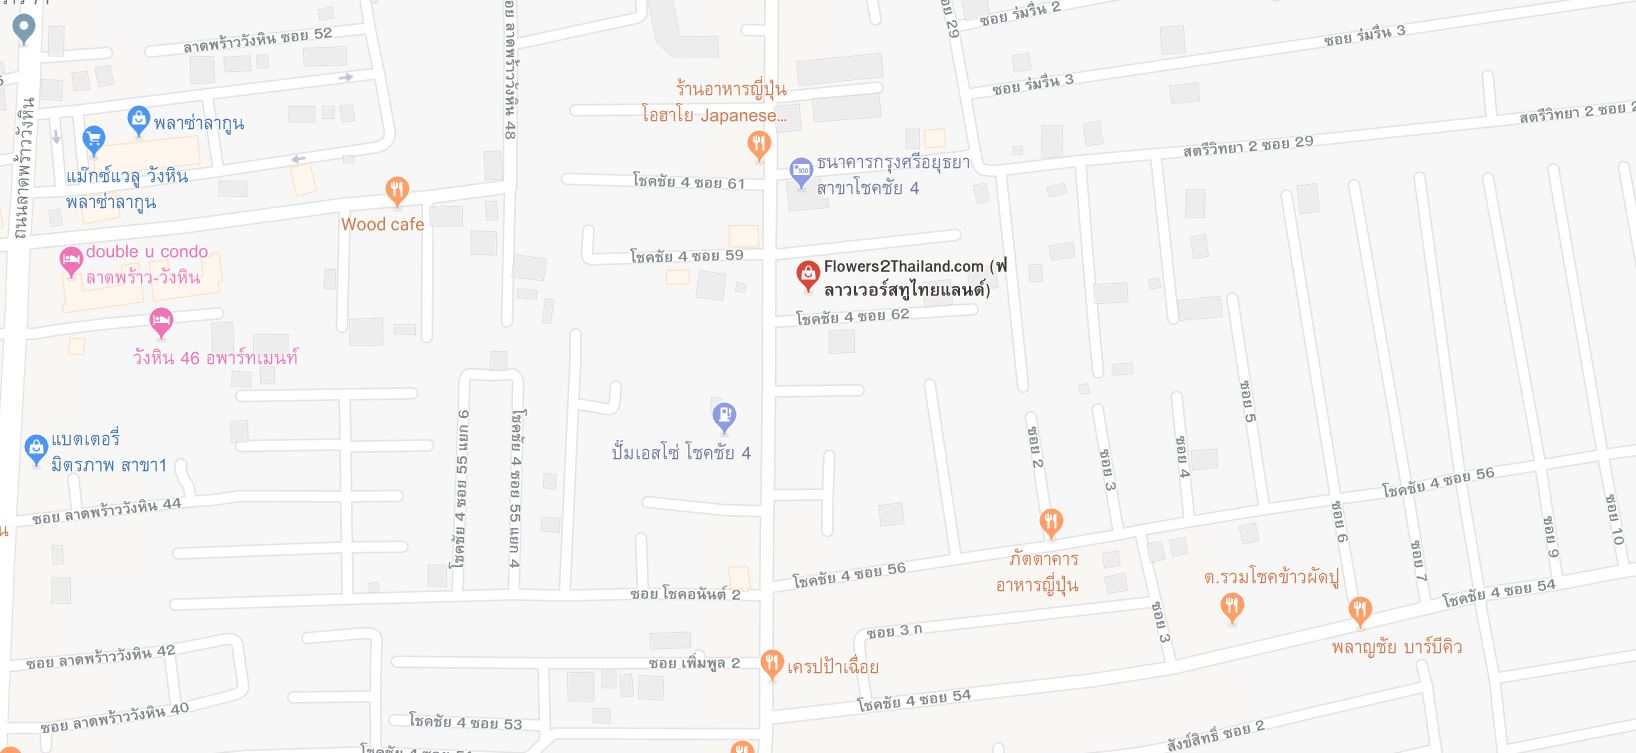 ลาดพร้าววังหิน ซอย 52
ซอย ลาดพร้าววังหิน 48
ซอย 29
ซอย ร่มรื่น 2
ซอย ร่มรื่น 3
ซอย ร่มรื่น 3
ร้านอาหารญี่ปุ่น
โอฮาโย Japanese...
พลาซ่าลากูน
แม๊กซ์แวลู วังหิน
พลาซ่าลากูน
ถนนลาดพร้าววังหิน
สตรีวิทยา 2
สตรีวิทยา 2 ซอย 29
ธนาคารกรุงศรีอยุธยา
สาขาโชคชัย 4
โชคชัย 4 ซอย 61
Wood cafe
double u condo
ลาดพร้าว-วังหิน
โชคชัย 4 ซอย 59
Flowers2Thailand.com (ฟ
ลาวเวอร์สทูไทยแลนด์)
โชคชัย 4 ซอย 62
วังหิน 46 อพาร์ทเมนท์
แบตเตอรี่
มิตรภาพ สาขา1
โชคชัย 4 ซอย 55 แยก 6
โชคชัย 4 ซอย 55 แยก 4
ปั๊มเอสโซ่ โชคชัย 4
ซอย 2
ซอย 3
ซอย 4
ซอย 5
โชคชัย 4 ซอย 56
ซอย ลาดพร้าววังหิน 44
ซอย 6
ซอย 7
ซอย 9
ซอย 10
โชคชัย 4 ซอย 56
ภัตตาคาร
อาหารญี่ปุ่น
ต.รวมโชคข้าวผัดปู
โชคชัย 4 ซอย 54
ซอย โชคอนันต์ 2
ซอย 3 ก
ซอย 3
พลาญชัย บาร์บีคิว
ซอย ลาดพร้าววังหิน 42
ซอย เพิ่มพูล 2
เครปป้าเฉื่อย
โชคชัย 4 ซอย 54
ซอย ลาดพร้าววังหิน 40
โชคชัย 4 ซอย 53
สังข์สิทธิ์ ซอย 2
โชคชัย 4 ซอย 51